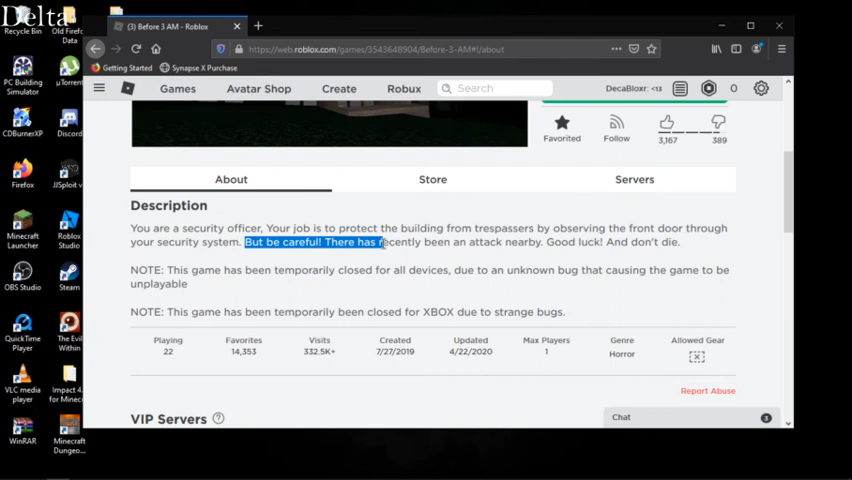 Delta
Recycle Bin
Old Firefox Data
PC Building Simulator
µTorrent
CDBurnerXP
Discord
Firefox
JJSploit vi
Minecraft Launcher
Roblox Studio
OBS Studio
Steam
QuickTime Player
The Evil Within
VLC media player
Impact 4. for Minec
WinRAR
Minecraft Dungeo...
(3) Before 3 AM - Roblox
https://web.roblox.com/games/3543648904/Before-3-AM#!/about
Getting Started Synapse X Purchase
Games Avatar Shop Create Robux Search DecaBloxr: <13 0
Favorited Follow 3,167 389
About Store Servers
Description
You are a security officer, Your job is to protect the building from trespassers by observing the front door through
your security system. But be careful! There has recently been an attack nearby. Good luck! And don't die.
NOTE: This game has been temporarily closed for all devices, due to an unknown bug that causing the game to be
unplayable
NOTE: This game has been temporarily been closed for XBOX due to strange bugs.
Playing Favorites Visits Created Updated Max Players Genre Allowed Gear
22 14,353 332.5K+ 7/27/2019 4/22/2020 1 Horror
Report Abuse
VIP Servers ?
Chat 3